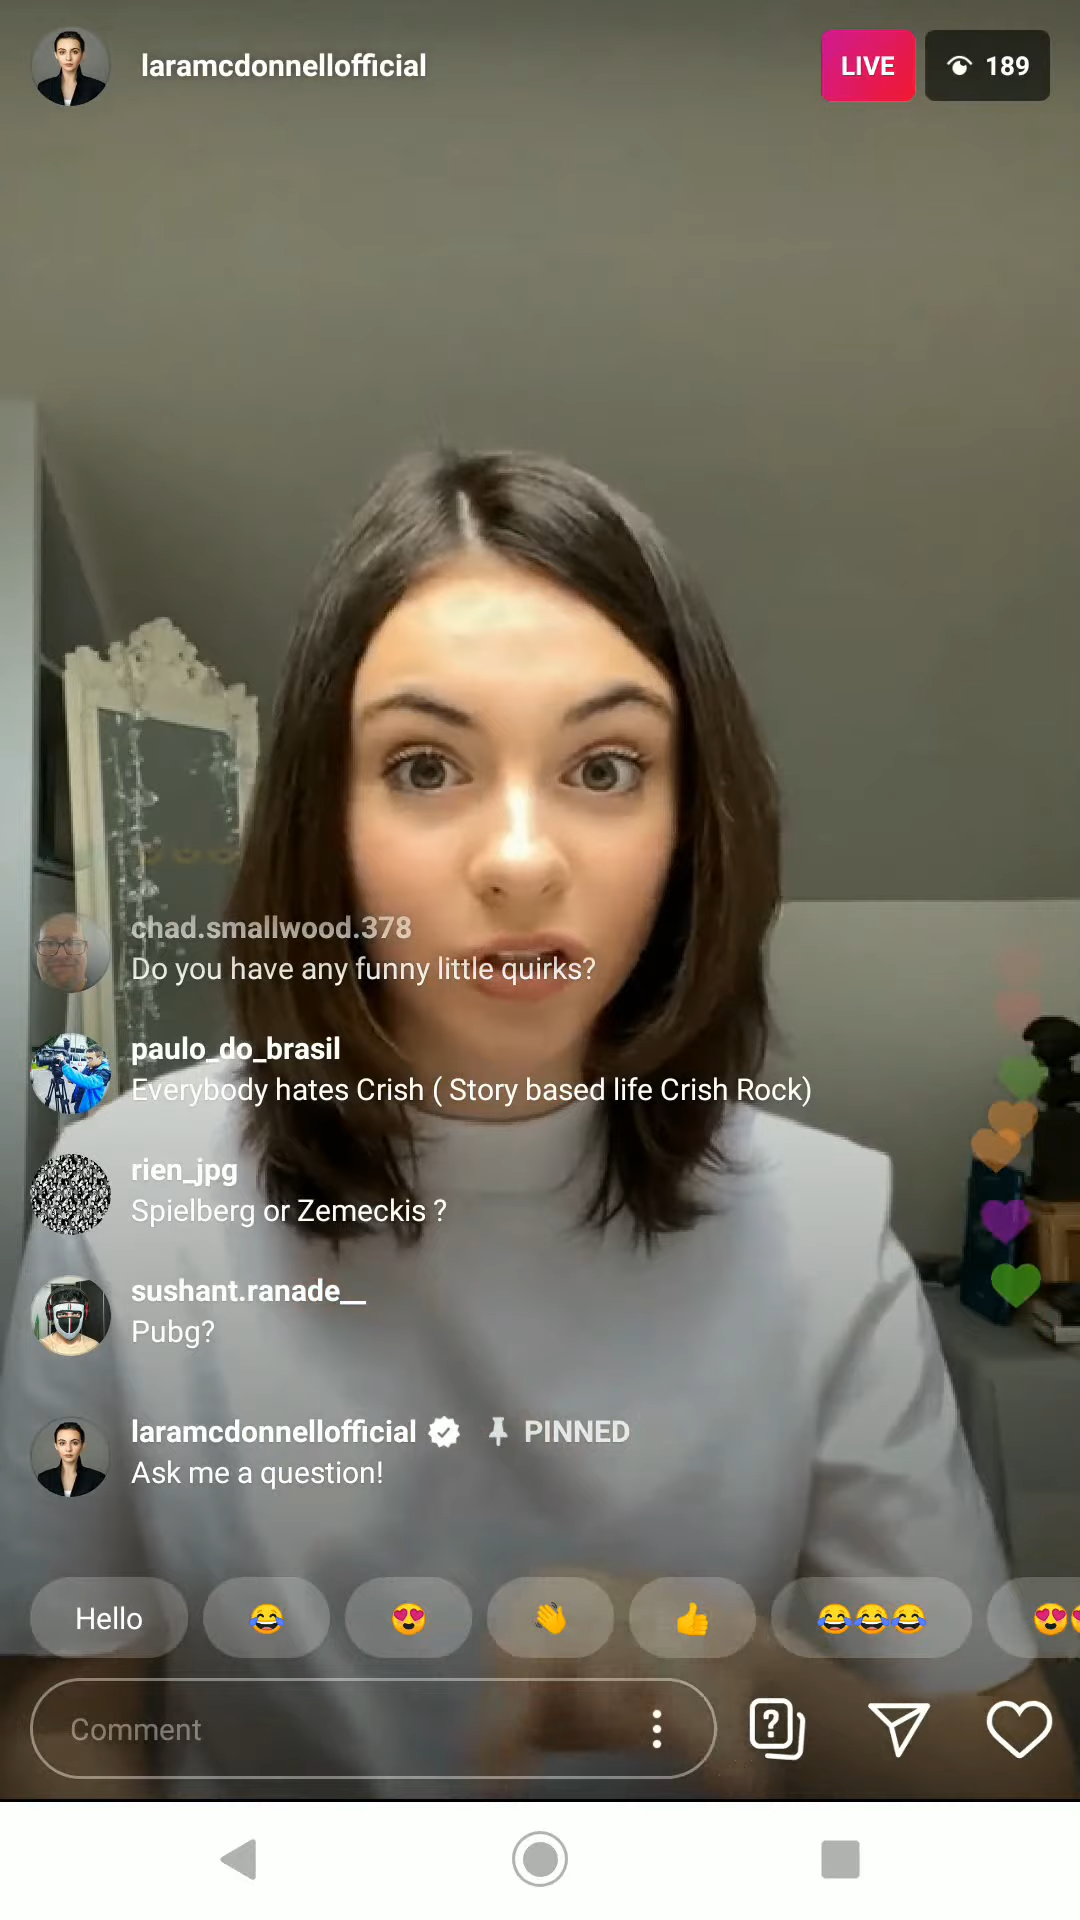 laramcdonnellofficial
LIVE
189
chad.smallwood.378
Do you have any funny little quirks?
paulo_do_brasil
Everybody hates Crish ( Story based life Crish Rock)
rien_jpg
Spielberg or Zemeckis ?
sushant.ranade__
Pubg?
laramcdonnellofficial PINNED
Ask me a question!
Hello 😂 😍 👏 👍 😂😂😂 😍
Comment